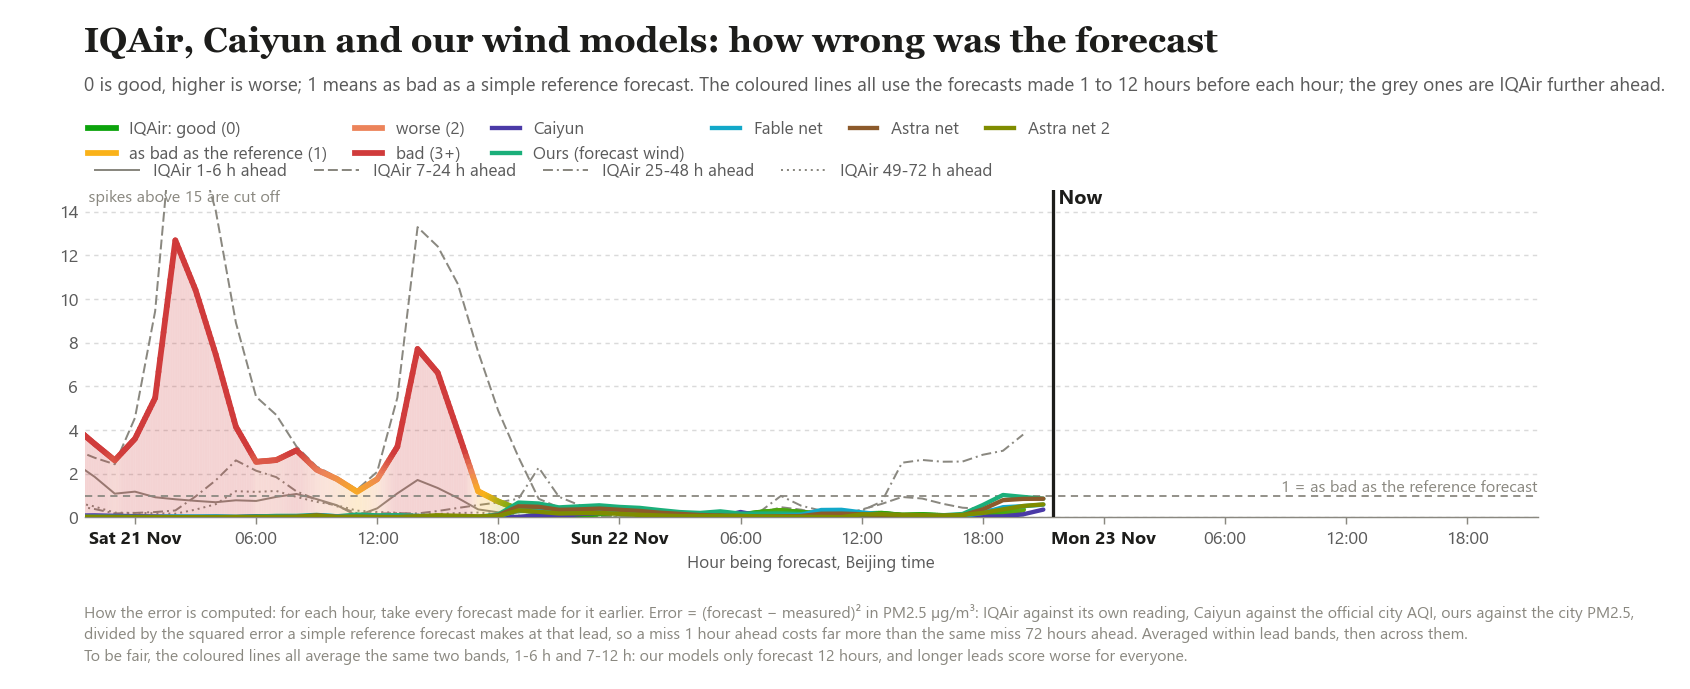 IQAir, Caiyun and our wind models: how wrong was the forecast
0 is good, higher is worse; 1 means as bad as a simple reference forecast. The coloured lines all use the forecasts made 1 to 12 hours before each hour; the grey ones are IQAir further ahead.
IQAir: good (0) worse (2) Caiyun Fable net Astra net Astra net 2
as bad as the reference (1) bad (3+) Ours (forecast wind)
IQAir 1-6 h ahead IQAir 7-24 h ahead IQAir 25-48 h ahead IQAir 49-72 h ahead
spikes above 15 are cut off
Now
14
12
10
8
6
4
2
0
1 = as bad as the reference forecast
Sat 21 Nov 06:00 12:00 18:00 Sun 22 Nov 06:00 12:00 18:00 Mon 23 Nov 06:00 12:00 18:00
Hour being forecast, Beijing time
How the error is computed: for each hour, take every forecast made for it earlier. Error = (forecast − measured)² in PM2.5 µg/m³: IQAir against its own reading, Caiyun against the official city AQI, ours against the city PM2.5,
divided by the squared error a simple reference forecast makes at that lead, so a miss 1 hour ahead costs far more than the same miss 72 hours ahead. Averaged within lead bands, then across them.
To be fair, the coloured lines all average the same two bands, 1-6 h and 7-12 h: our models only forecast 12 hours, and longer leads score worse for everyone.